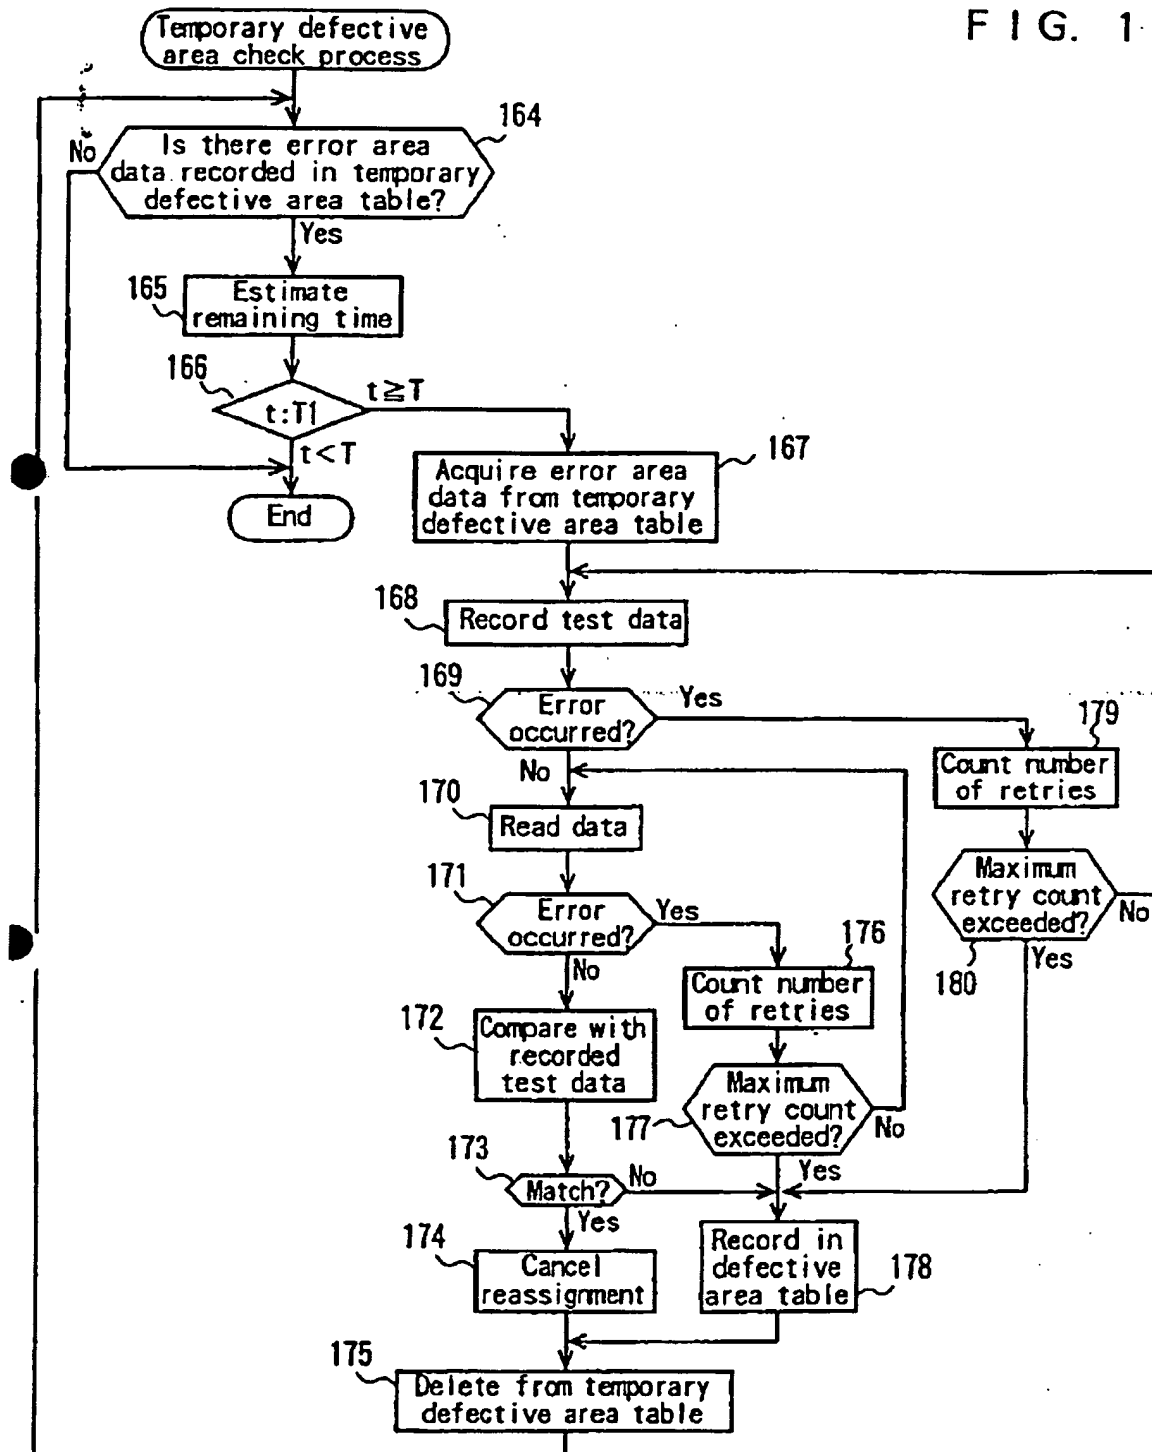 FIG. 1
Temporary defective
area check process
164
Is there error area
data recorded in temporary
defective area table?
No
Yes
165
Estimate
remaining time
166
t:T1
t≧T
t<T
End
167
Acquire error area
data from temporary
defective area table
168
Record test data
169
Error
occurred?
Yes
No
179
Count number
of retries
170
Read data
180
Maximum
retry count
exceeded?
No
Yes
171
Error
occurred?
Yes
No
176
Count number
of retries
172
Compare with
recorded
test data
177
Maximum
retry count
exceeded?
No
Yes
173
Match?
No
Yes
174
Cancel
reassignment
Record in
defective
area table
178
175
Delete from temporary
defective area table